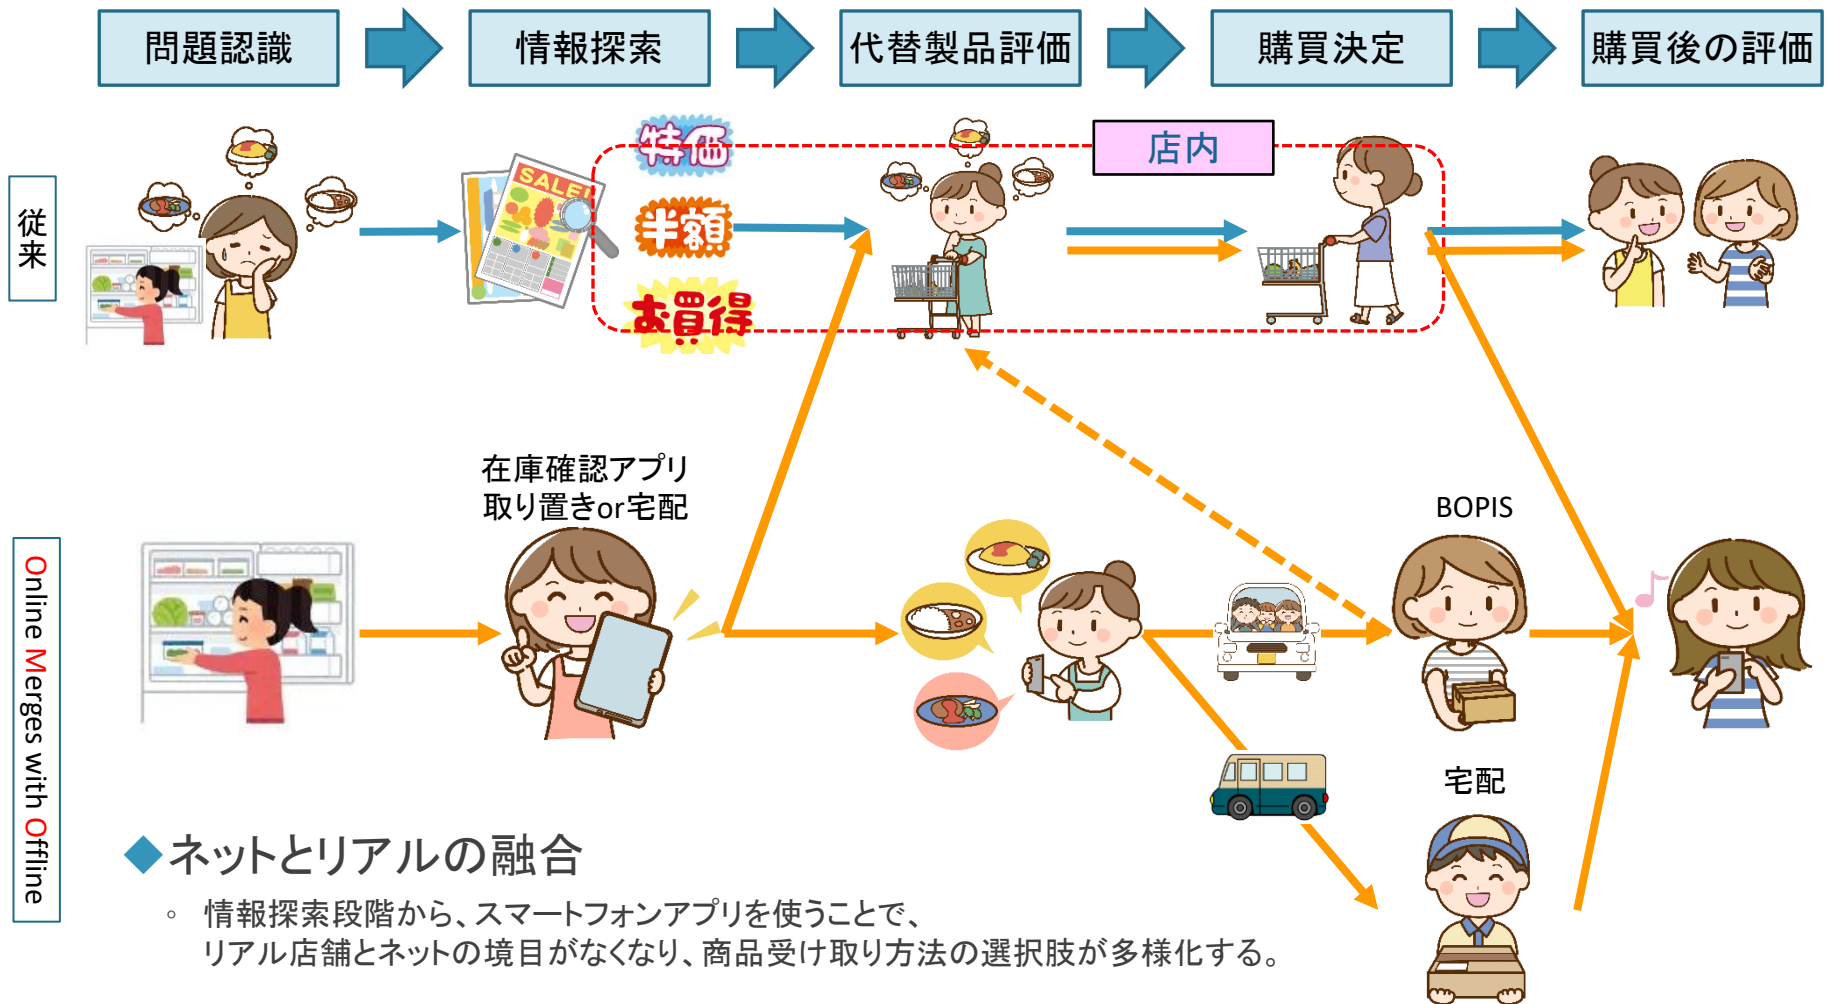 問題認識
情報探索
代替製品評価
購買決定
購買後の評価
従来
SALE!
特価
半額
お買得
店内
在庫確認アプリ
取り置きor宅配
BOPIS
宅配
Online Merges with Offline
◆ネットとリアルの融合
◦ 情報探索段階から、スマートフォンアプリを使うことで、
リアル店舗とネットの境目がなくなり、商品受け取り方法の選択肢が多様化する。